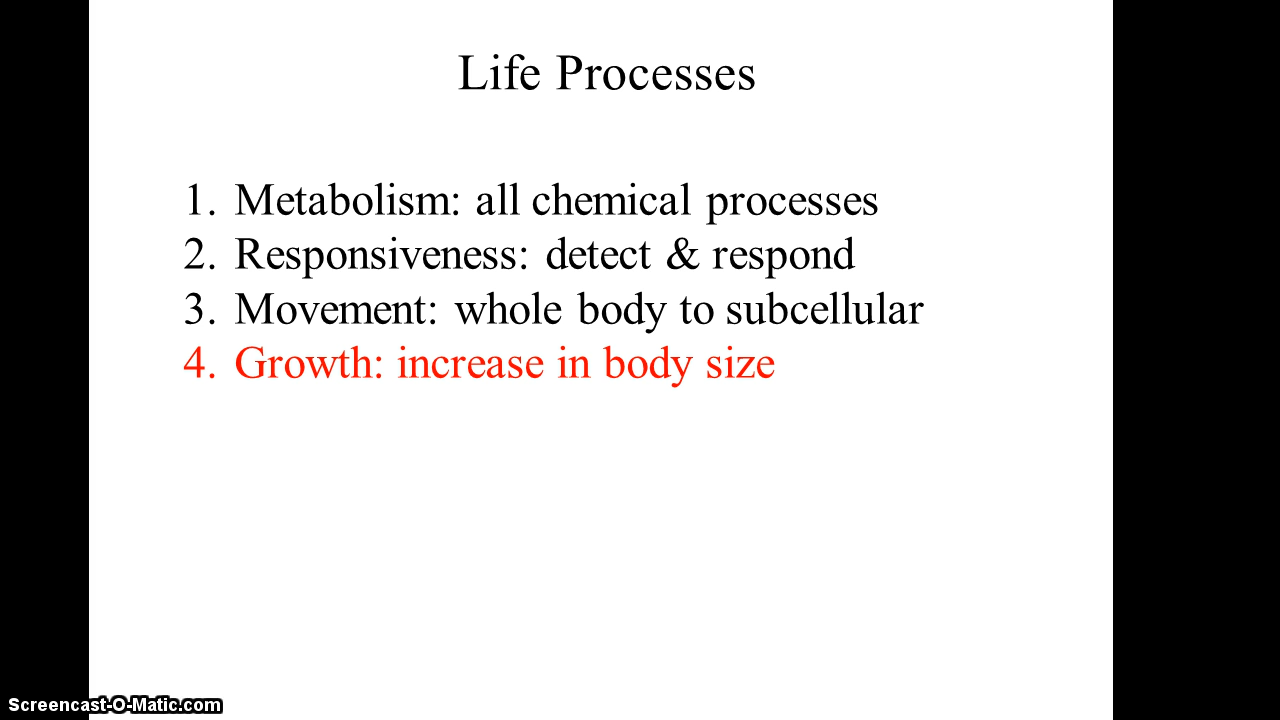 Life Processes
1. Metabolism: all chemical processes
2. Responsiveness: detect & respond
3. Movement: whole body to subcellular
4. Growth: increase in body size
Screencast-O-Matic.com